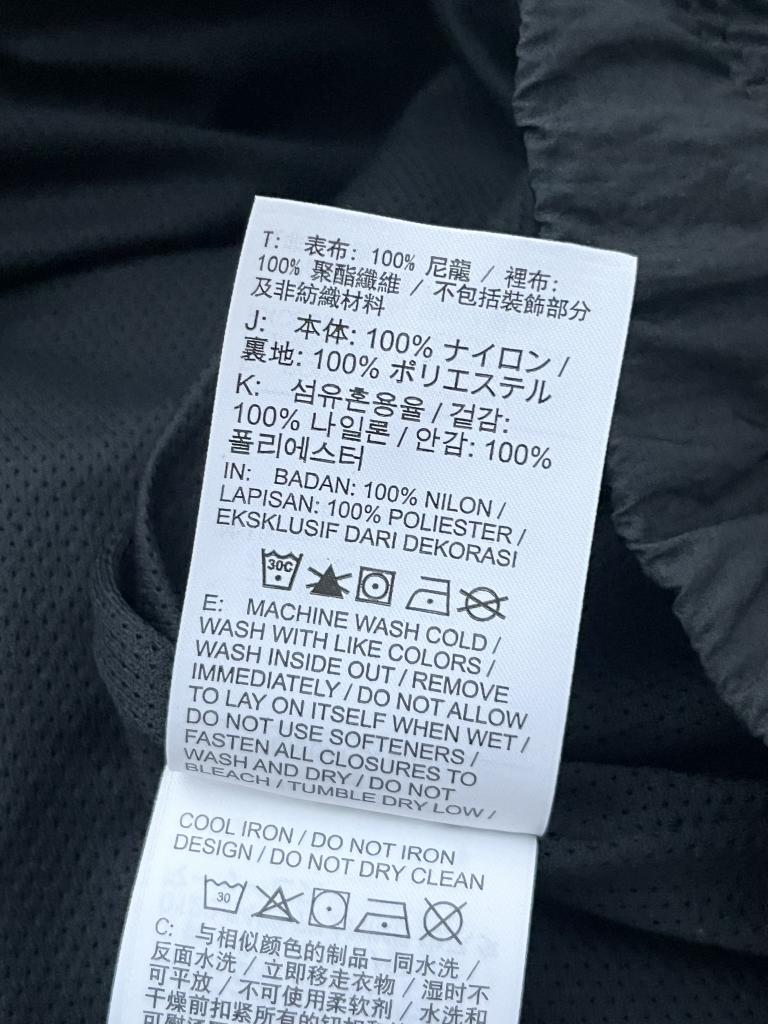 T: 表布: 100% 尼龍 / 裡布:
100% 聚酯纖維 / 不包括裝飾部分
及非紡織材料
J: 本体: 100% ナイロン /
裏地: 100% ポリエステル
K: 섬유혼용율 / 겉감:
100% 나일론 / 안감: 100%
폴리에스터
IN: BADAN: 100% NILON /
LAPISAN: 100% POLIESTER /
EKSKLUSIF DARI DEKORASI
30C
E: MACHINE WASH COLD /
WASH WITH LIKE COLORS /
WASH INSIDE OUT / REMOVE
IMMEDIATELY / DO NOT ALLOW
TO LAY ON ITSELF WHEN WET /
DO NOT USE SOFTENERS /
FASTEN ALL CLOSURES TO
WASH AND DRY / DO NOT
BLEACH / TUMBLE DRY LOW /
COOL IRON / DO NOT IRON
DESIGN / DO NOT DRY CLEAN
30
C: 与相似颜色的制品一同水洗 /
反面水洗 / 立即移走衣物 / 湿时不
可平放 / 不可使用柔软剂 / 水洗和
干燥前扣紧所有的